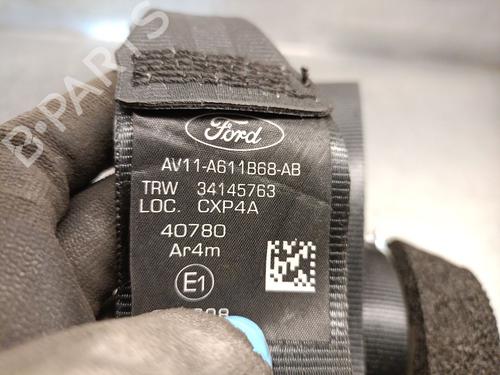 B-PARTS
Ford
AV11-A611B68-AB
TRW 34145763
LOC. CXP4A
40780
Ar4m
E1